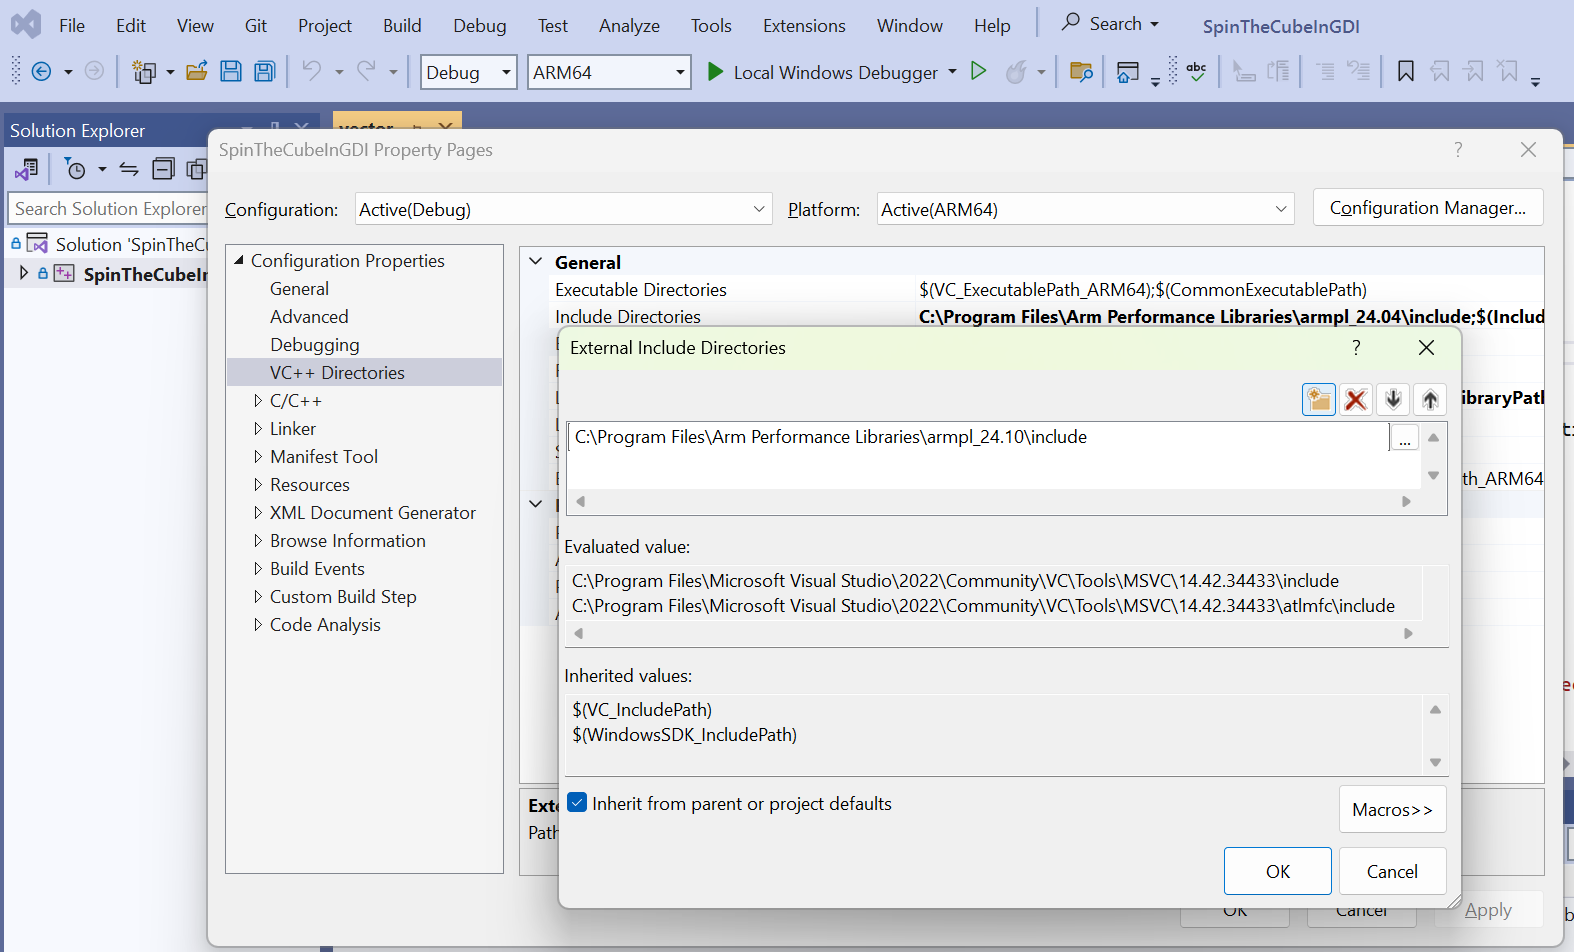 File Edit View Git Project Build Debug Test Analyze Tools Extensions Window Help Search SpinTheCubeInGDI
Debug ARM64 Local Windows Debugger abc
Solution Explorer
vector
SpinTheCubeInGDI Property Pages ?
Search Solution Explorer
Configuration: Active(Debug) Platform: Active(ARM64) Configuration Manager...
Solution 'SpinTheCu
SpinTheCubeIn
Configuration Properties
General
Advanced
Debugging
VC++ Directories
C/C++
Linker
Manifest Tool
Resources
XML Document Generator
Browse Information
Build Events
Custom Build Step
Code Analysis
General
Executable Directories $(VC_ExecutablePath_ARM64);$(CommonExecutablePath)
Include Directories C:\Program Files\Arm Performance Libraries\armpl_24.04\include;$(Includ
ibraryPat
th_ARM64
External Include Directories ?
C:\Program Files\Arm Performance Libraries\armpl_24.10\include ...
Evaluated value:
C:\Program Files\Microsoft Visual Studio\2022\Community\VC\Tools\MSVC\14.42.34433\include
C:\Program Files\Microsoft Visual Studio\2022\Community\VC\Tools\MSVC\14.42.34433\atlmfc\include
Inherited values:
$(VC_IncludePath)
$(WindowsSDK_IncludePath)
Inherit from parent or project defaults
Macros>>
OK Cancel
Exte
Path
OK Cancel Apply